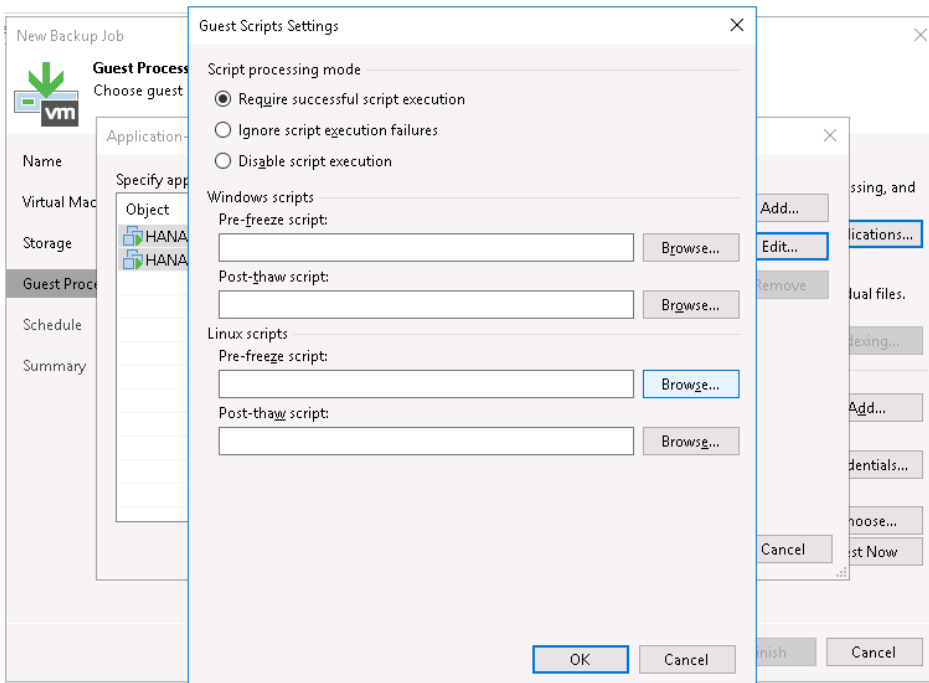 New Backup Job
Guest Process
Choose guest
vm
Name
Virtual Mac
Storage
Guest Proce
Schedule
Summary
Application-
Specify app
Object
HANA
HANA
Guest Scripts Settings
Script processing mode
Require successful script execution
Ignore script execution failures
Disable script execution
Windows scripts
Pre-freeze script:
Browse...
Post-thaw script:
Browse...
Linux scripts
Pre-freeze script:
Browse...
Post-thaw script:
Browse...
OK Cancel
Add...
Edit...
Remove
Cancel
ssing, and
lications...
dual files.
dexing...
Add...
dentials...
hoose...
est Now
inish Cancel